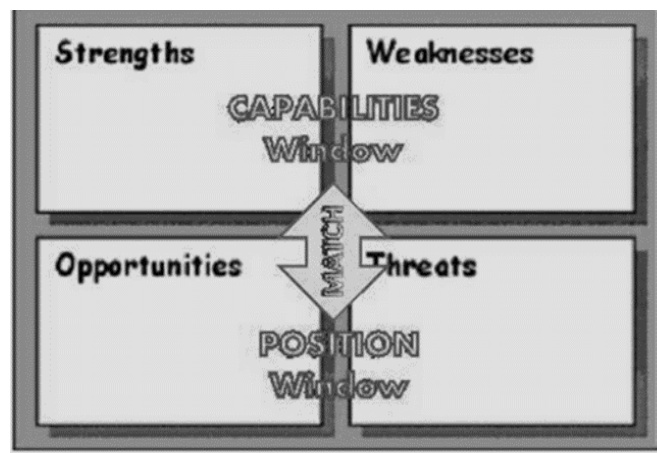 Strengths
Weaknesses
CAPABILITIES
Window
MATCH
Opportunities
Threats
POSITION
Window